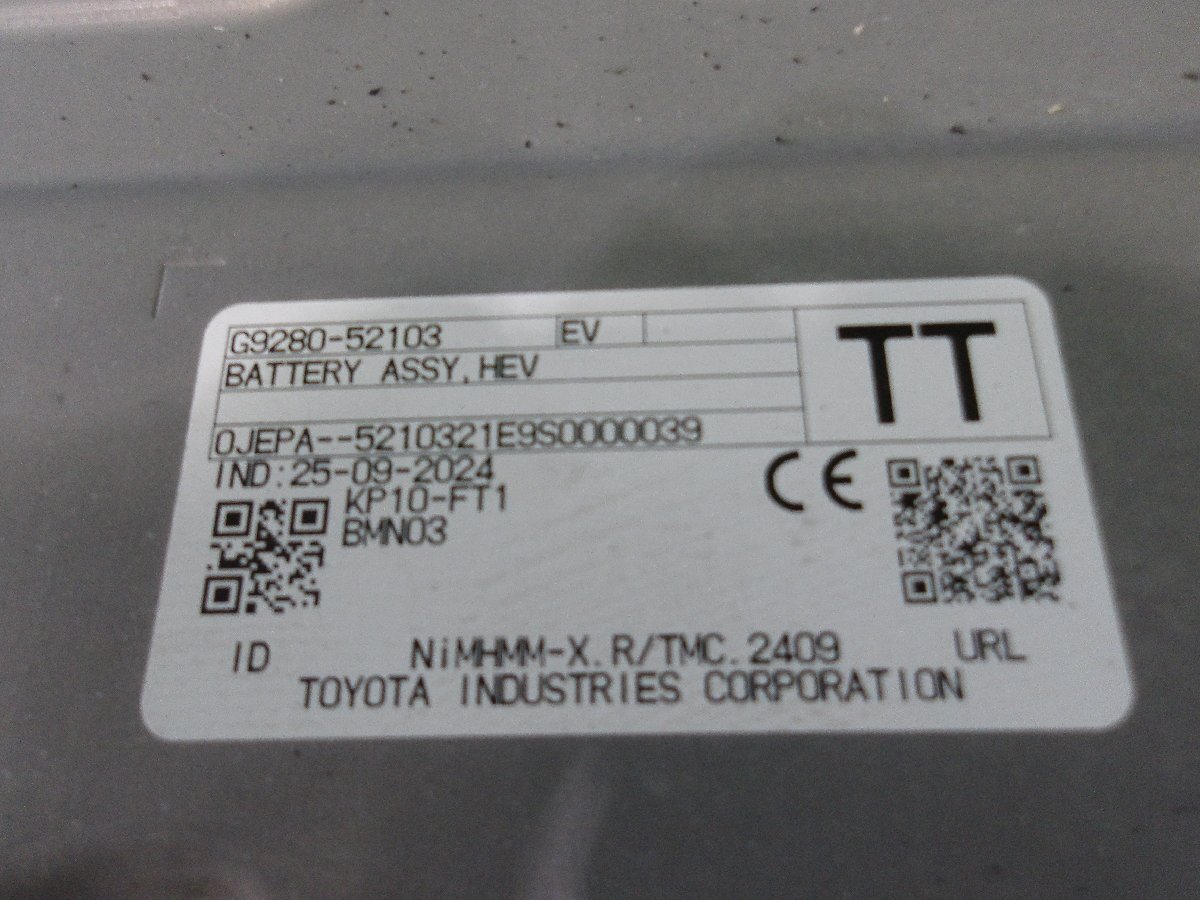 G9280-52103 EV TT
BATTERY ASSY,HEV
0JEPA--5210321E9S0000039
IND:25-09-2024
KP10-FT1
BMN03
CE
ID NiMHMM-X.R/TMC.2409 URL
TOYOTA INDUSTRIES CORPORATION